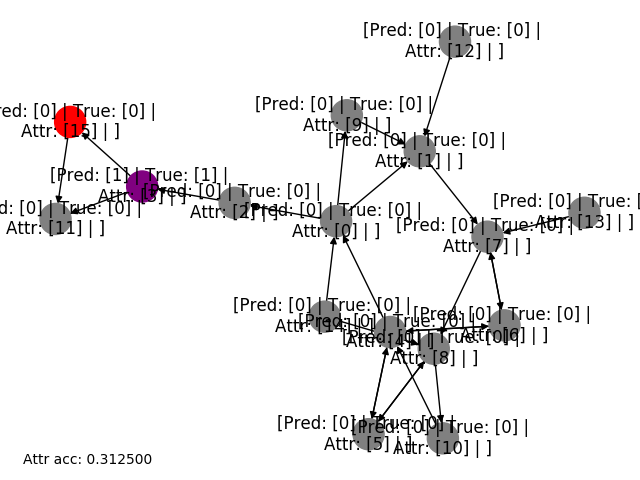 [Pred: [0] | True: [0] |
Attr: [12] | ]
[Pred: [0] | True: [0] |
Attr: [9] | ]
[Pred: [0] | True: [0] |
Attr: [1] | ]
red: [0] | True: [0] |
Attr: [15] | ]
[Pred: [1] | True: [1] |
Attr: [3] | ]
[Pred: [0] | True: [0] |
Attr: [2] | ]
d: [0] | True: [0] |
Attr: [11] | ]
[Pred: [0] | True: [0] |
Attr: [0] | ]
[Pred: [0] | True: [
Attr: [13] | ]
[Pred: [0] | True: [0] |
Attr: [7] | ]
[Pred: [0] | True: [0] |
Attr: [14] | ]
[Pred: [0] | True: [0] |
Attr: [4] | ]
[Pred: [0] | True: [0] |
Attr: [6] | ]
True: [0] |
Attr: [8] | ]
[Pred: [0] | True: [0] |
Attr: [5] | ]
[Pred: [0] | True: [0] |
Attr: [10] | ]
Attr acc: 0.312500